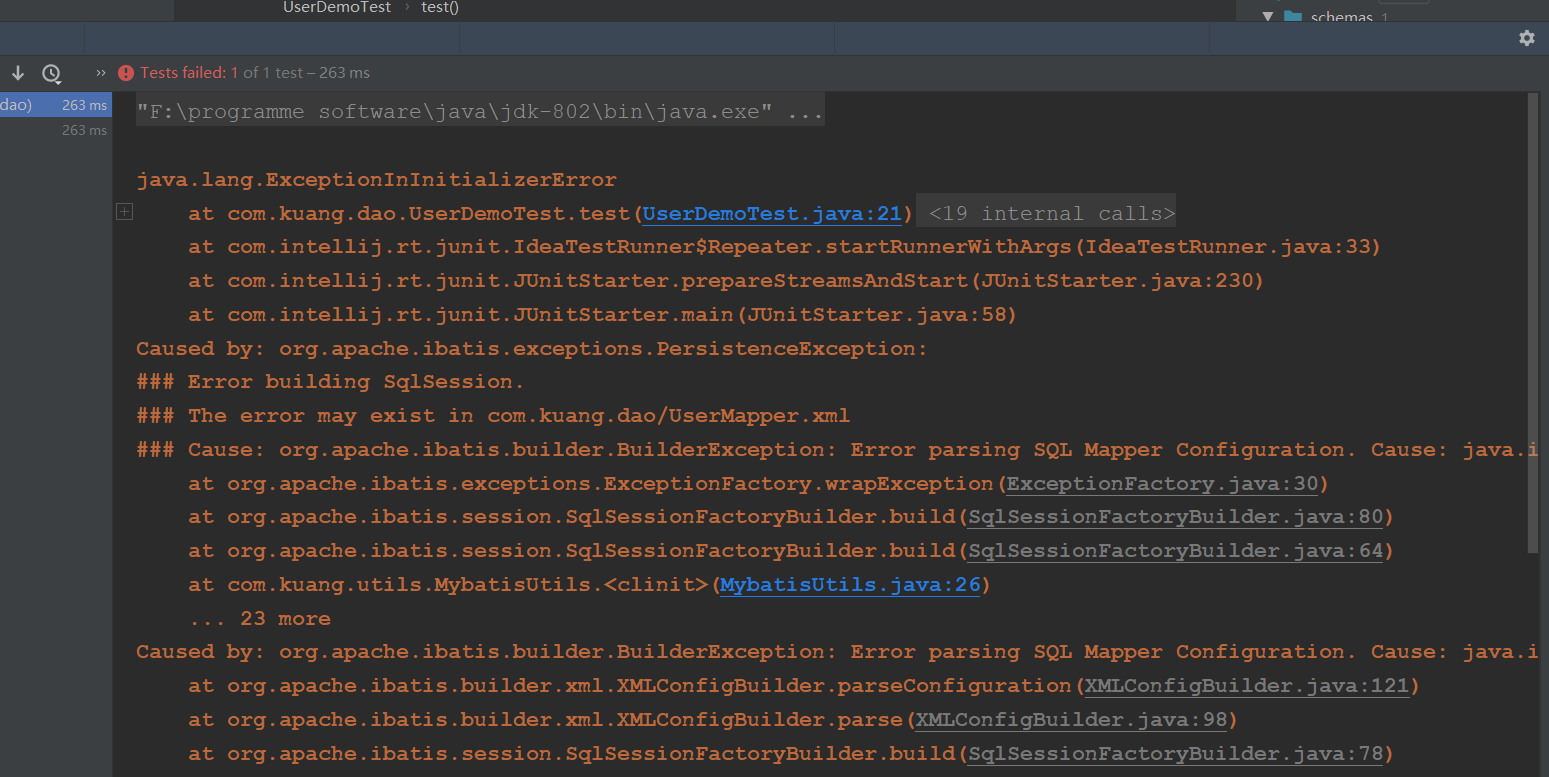 UserDemoTest › test()
schemas 1
» Tests failed: 1 of 1 test – 263 ms
dao) 263 ms
263 ms
"F:\programme software\java\jdk-802\bin\java.exe" ...
java.lang.ExceptionInInitializerError
at com.kuang.dao.UserDemoTest.test(UserDemoTest.java:21) <19 internal calls>
at com.intellij.rt.junit.IdeaTestRunner$Repeater.startRunnerWithArgs(IdeaTestRunner.java:33)
at com.intellij.rt.junit.JUnitStarter.prepareStreamsAndStart(JUnitStarter.java:230)
at com.intellij.rt.junit.JUnitStarter.main(JUnitStarter.java:58)
Caused by: org.apache.ibatis.exceptions.PersistenceException:
### Error building SqlSession.
### The error may exist in com.kuang.dao/UserMapper.xml
### Cause: org.apache.ibatis.builder.BuilderException: Error parsing SQL Mapper Configuration. Cause: java.i
at org.apache.ibatis.exceptions.ExceptionFactory.wrapException(ExceptionFactory.java:30)
at org.apache.ibatis.session.SqlSessionFactoryBuilder.build(SqlSessionFactoryBuilder.java:80)
at org.apache.ibatis.session.SqlSessionFactoryBuilder.build(SqlSessionFactoryBuilder.java:64)
at com.kuang.utils.MybatisUtils.<clinit>(MybatisUtils.java:26)
... 23 more
Caused by: org.apache.ibatis.builder.BuilderException: Error parsing SQL Mapper Configuration. Cause: java.i
at org.apache.ibatis.builder.xml.XMLConfigBuilder.parseConfiguration(XMLConfigBuilder.java:121)
at org.apache.ibatis.builder.xml.XMLConfigBuilder.parse(XMLConfigBuilder.java:98)
at org.apache.ibatis.session.SqlSessionFactoryBuilder.build(SqlSessionFactoryBuilder.java:78)